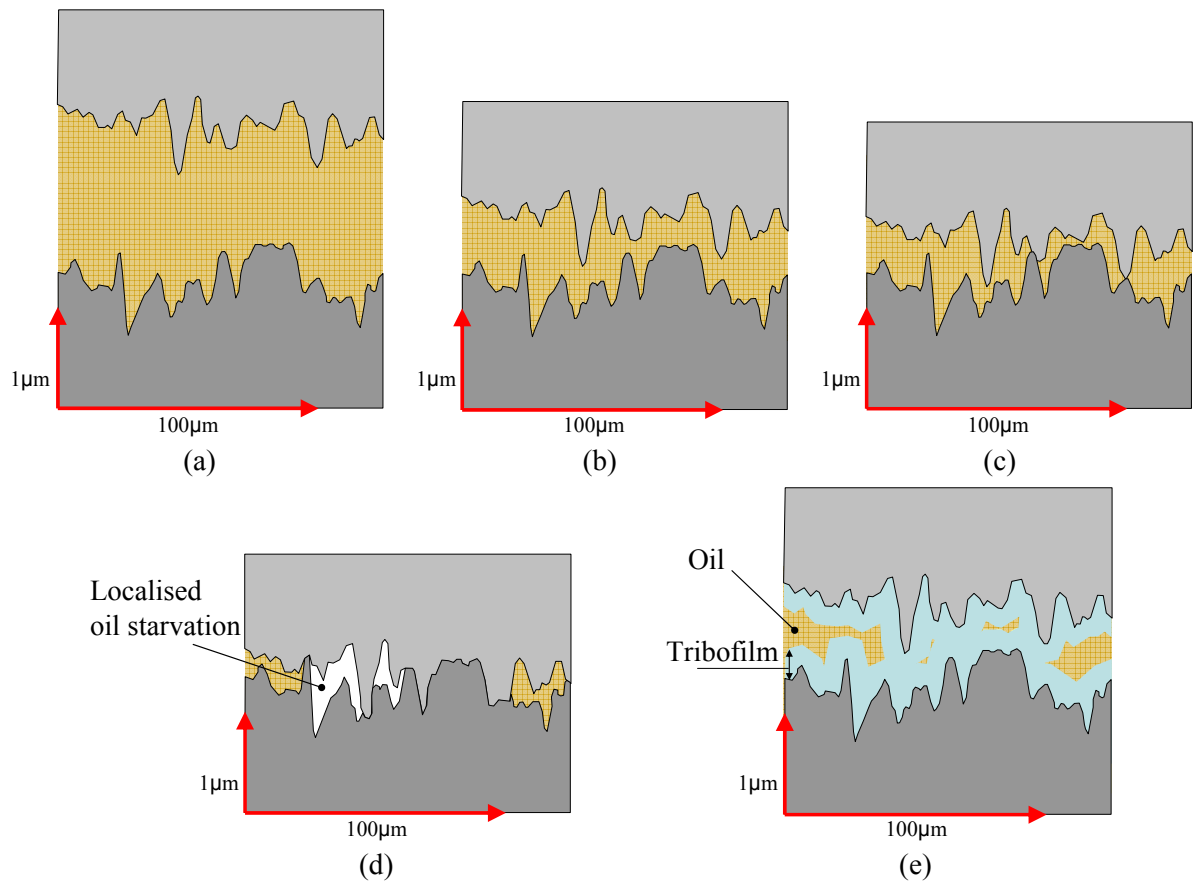 1µm
100µm
(a)
1µm
100µm
(b)
1µm
100µm
(c)
Localised
oil starvation
1µm
100µm
(d)
Oil
Tribofilm
1µm
100µm
(e)